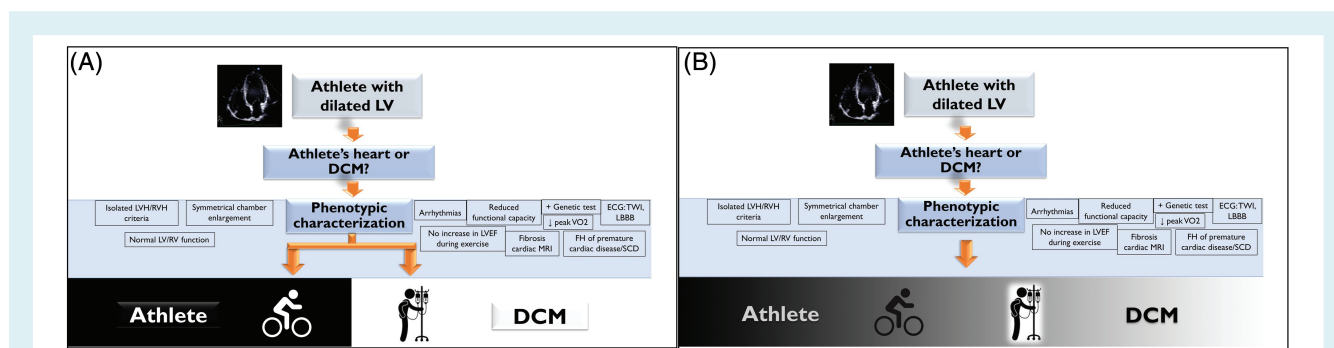 (A)
Athlete with
dilated LV
Athlete's heart or
DCM?
Phenotypic
characterization
Isolated LVH/RVH
criteria
Symmetrical chamber
enlargement
Normal LV/RV function
Arrhythmias
Reduced
functional capacity
+ Genetic test
↓ peak VO2
ECG: TWI,
LBBB
No increase in LVEF
during exercise
Fibrosis
cardiac MRI
FH of premature
cardiac disease/SCD
Athlete
DCM
(B)
Athlete with
dilated LV
Athlete's heart or
DCM?
Phenotypic
characterization
Isolated LVH/RVH
criteria
Symmetrical chamber
enlargement
Normal LV/RV function
Arrhythmias
Reduced
functional capacity
+ Genetic test
↓ peak VO2
ECG: TWI,
LBBB
No increase in LVEF
during exercise
Fibrosis
cardiac MRI
FH of premature
cardiac disease/SCD
Athlete
DCM